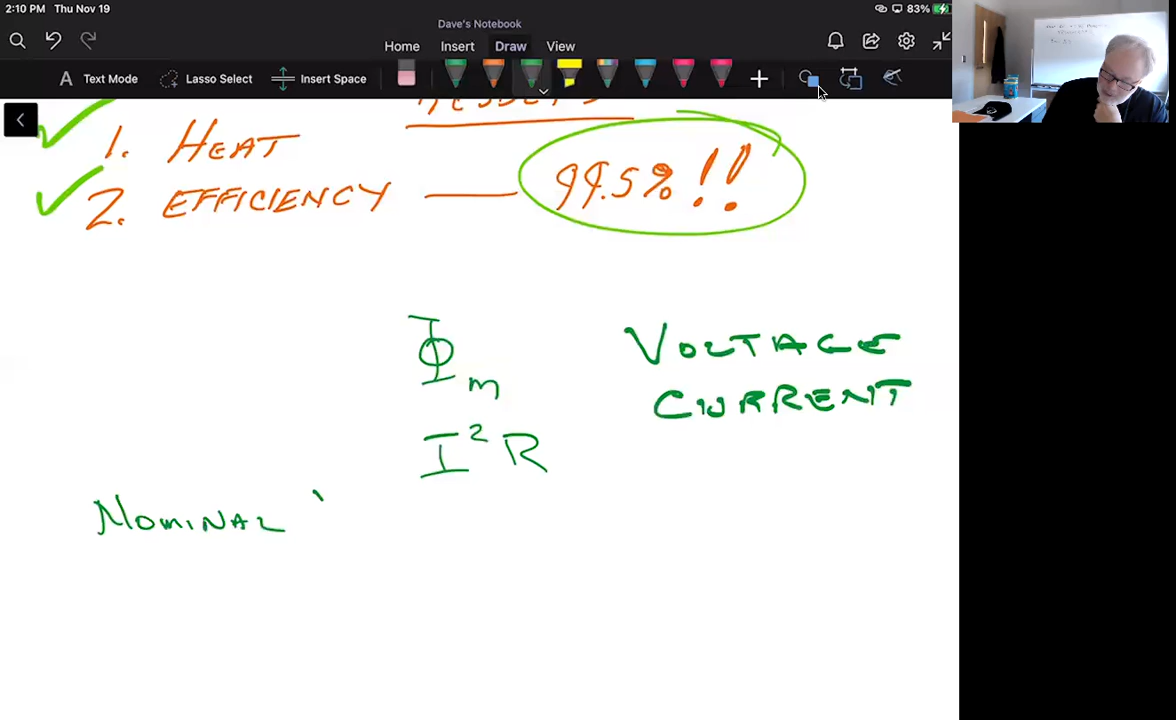 2:10 PM Thu Nov 19
83%
Dave's Notebook
Home Insert Draw View
Text Mode Lasso Select Insert Space
1. HEAT
2. EFFICIENCY — 99.5%!!
Φm VOLTAGE
CURRENT
I²R
NOMINAL